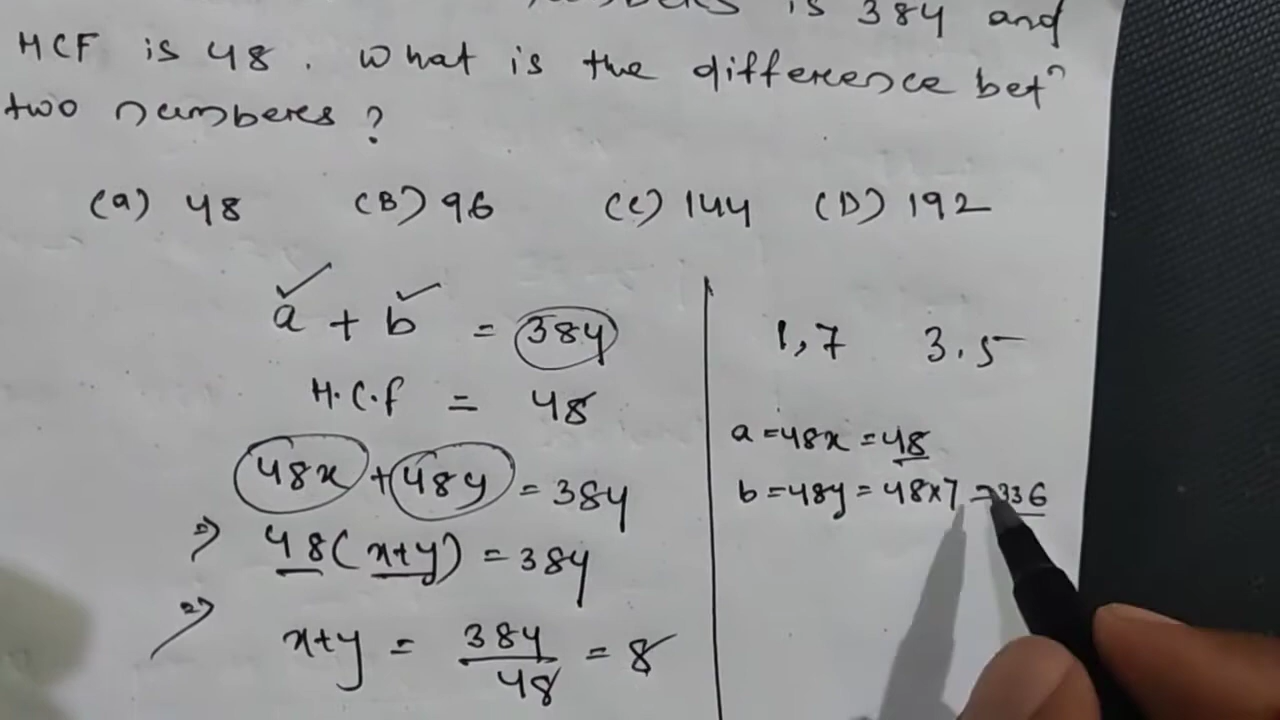 is 384 and
HCF is 48. What is the difference betn
two numberes?
(a) 48 (B) 96 (C) 144 (D) 192
a + b = 384
H.C.f = 48
48x + 48y = 384
⇒ 48(x+y) = 384
⇒ x+y = 384/48 = 8
1,7 3.5
a = 48x = 48
b = 48y = 48×7 = 336